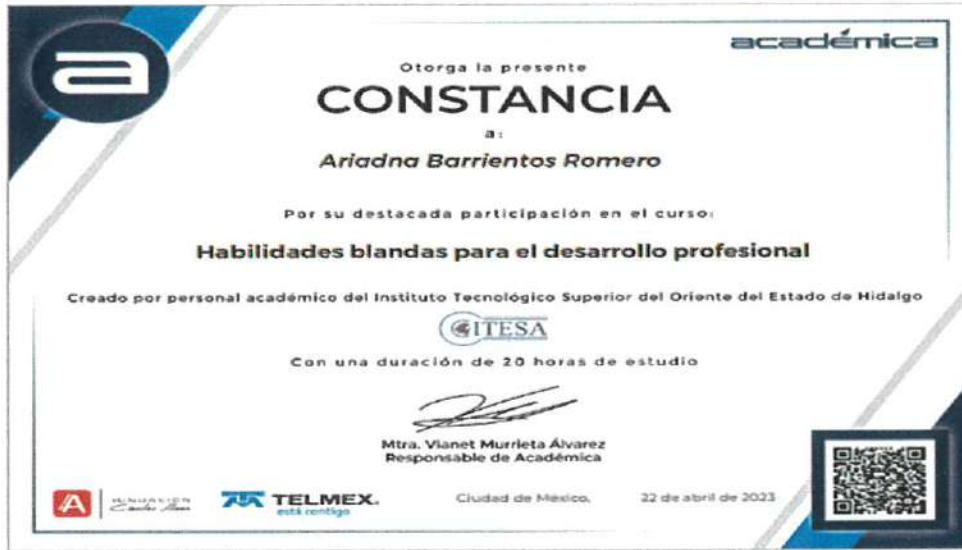 a
académica
Otorga la presente
CONSTANCIA
a:
Ariadna Barrientos Romero
Por su destacada participación en el curso:
Habilidades blandas para el desarrollo profesional
Creado por personal académico del Instituto Tecnológico Superior del Oriente del Estado de Hidalgo
ITESA
Con una duración de 20 horas de estudio
Mtra. Vianet Murrieta Álvarez
Responsable de Académica
A FUNDACIÓN Carlos Slim
TELMEX.
está contigo
Ciudad de México, 22 de abril de 2023